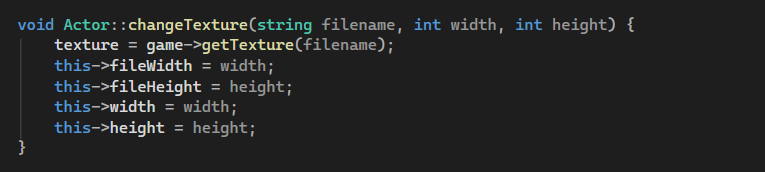 void Actor::changeTexture(string filename, int width, int height) {
    texture = game->getTexture(filename);
    this->fileWidth = width;
    this->fileHeight = height;
    this->width = width;
    this->height = height;
}